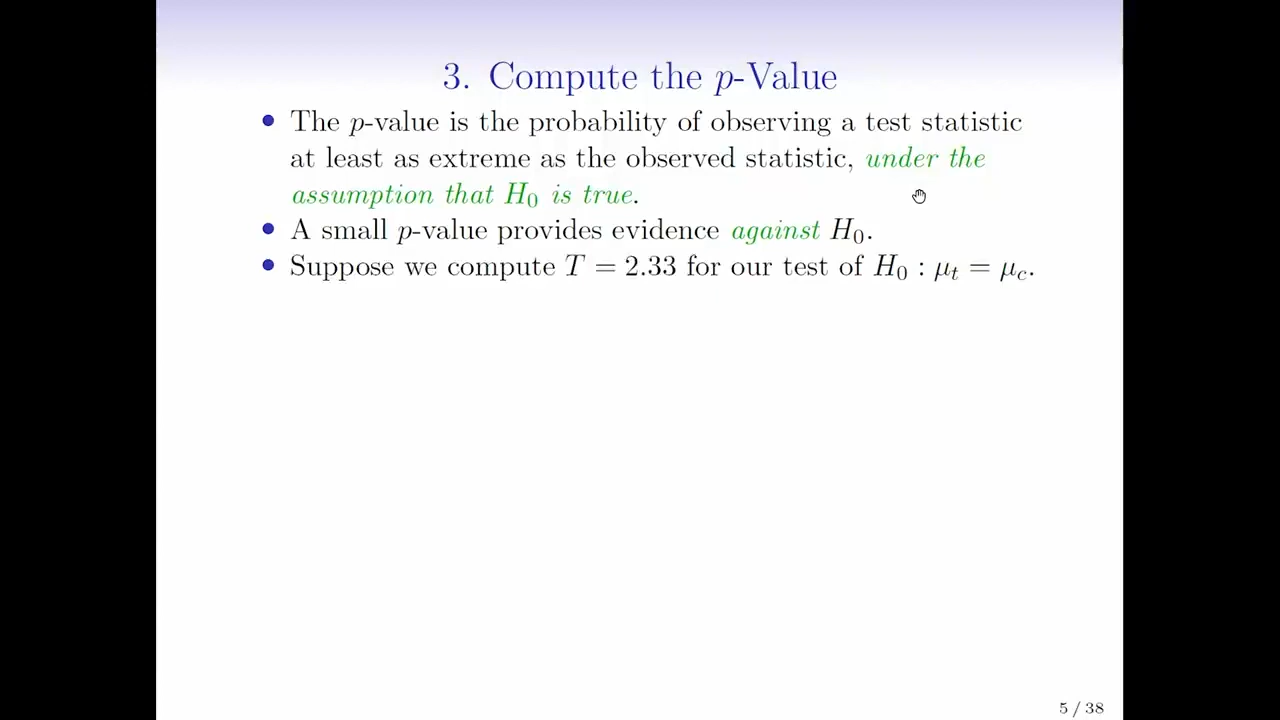 3. Compute the p-Value
• The p-value is the probability of observing a test statistic
at least as extreme as the observed statistic, under the
assumption that H₀ is true.
• A small p-value provides evidence against H₀.
• Suppose we compute T = 2.33 for our test of H₀ : μₜ = μ꜀.
5 / 38